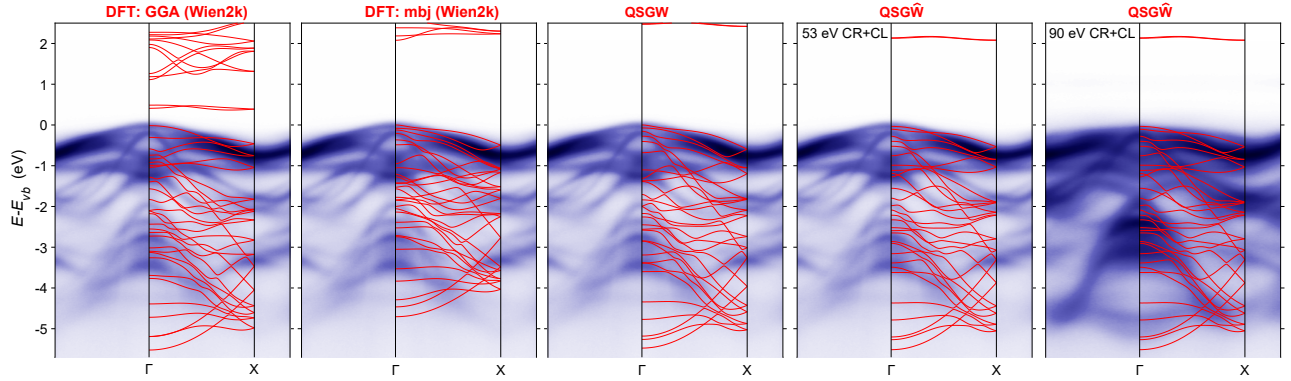 DFT: GGA (Wien2k)
DFT: mbj (Wien2k)
QSGW
QSGŴ
QSGŴ
53 eV CR+CL
90 eV CR+CL
E-E_vb (eV)
2
1
0
-1
-2
-3
-4
-5
Γ
X
Γ
X
Γ
X
Γ
X
Γ
X